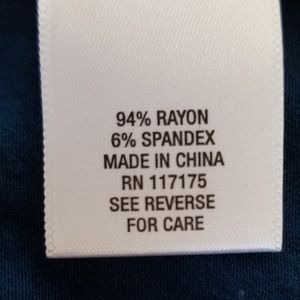 94% RAYON
6% SPANDEX
MADE IN CHINA
RN 117175
SEE REVERSE
FOR CARE